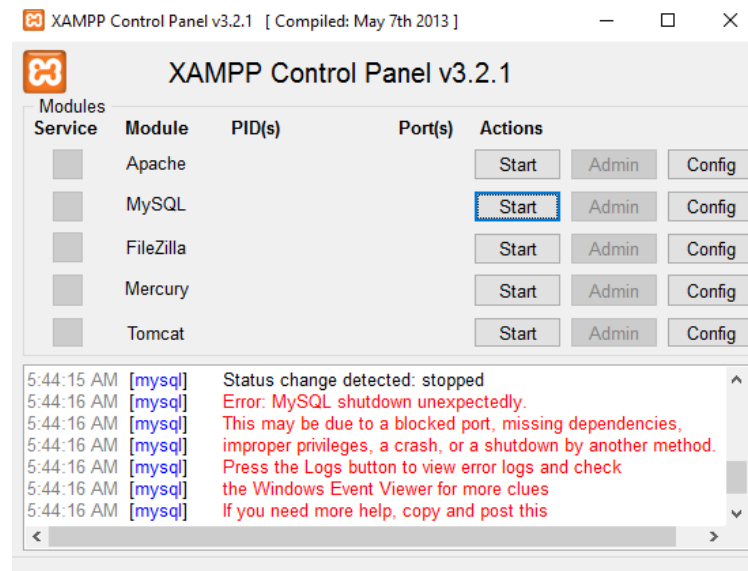 XAMPP Control Panel v3.2.1 [ Compiled: May 7th 2013 ]
XAMPP Control Panel v3.2.1
Modules
Service Module PID(s) Port(s) Actions
Apache Start Admin Config
MySQL Start Admin Config
FileZilla Start Admin Config
Mercury Start Admin Config
Tomcat Start Admin Config
5:44:15 AM [mysql] Status change detected: stopped
5:44:16 AM [mysql] Error: MySQL shutdown unexpectedly.
5:44:16 AM [mysql] This may be due to a blocked port, missing dependencies,
5:44:16 AM [mysql] improper privileges, a crash, or a shutdown by another method.
5:44:16 AM [mysql] Press the Logs button to view error logs and check
5:44:16 AM [mysql] the Windows Event Viewer for more clues
5:44:16 AM [mysql] If you need more help, copy and post this